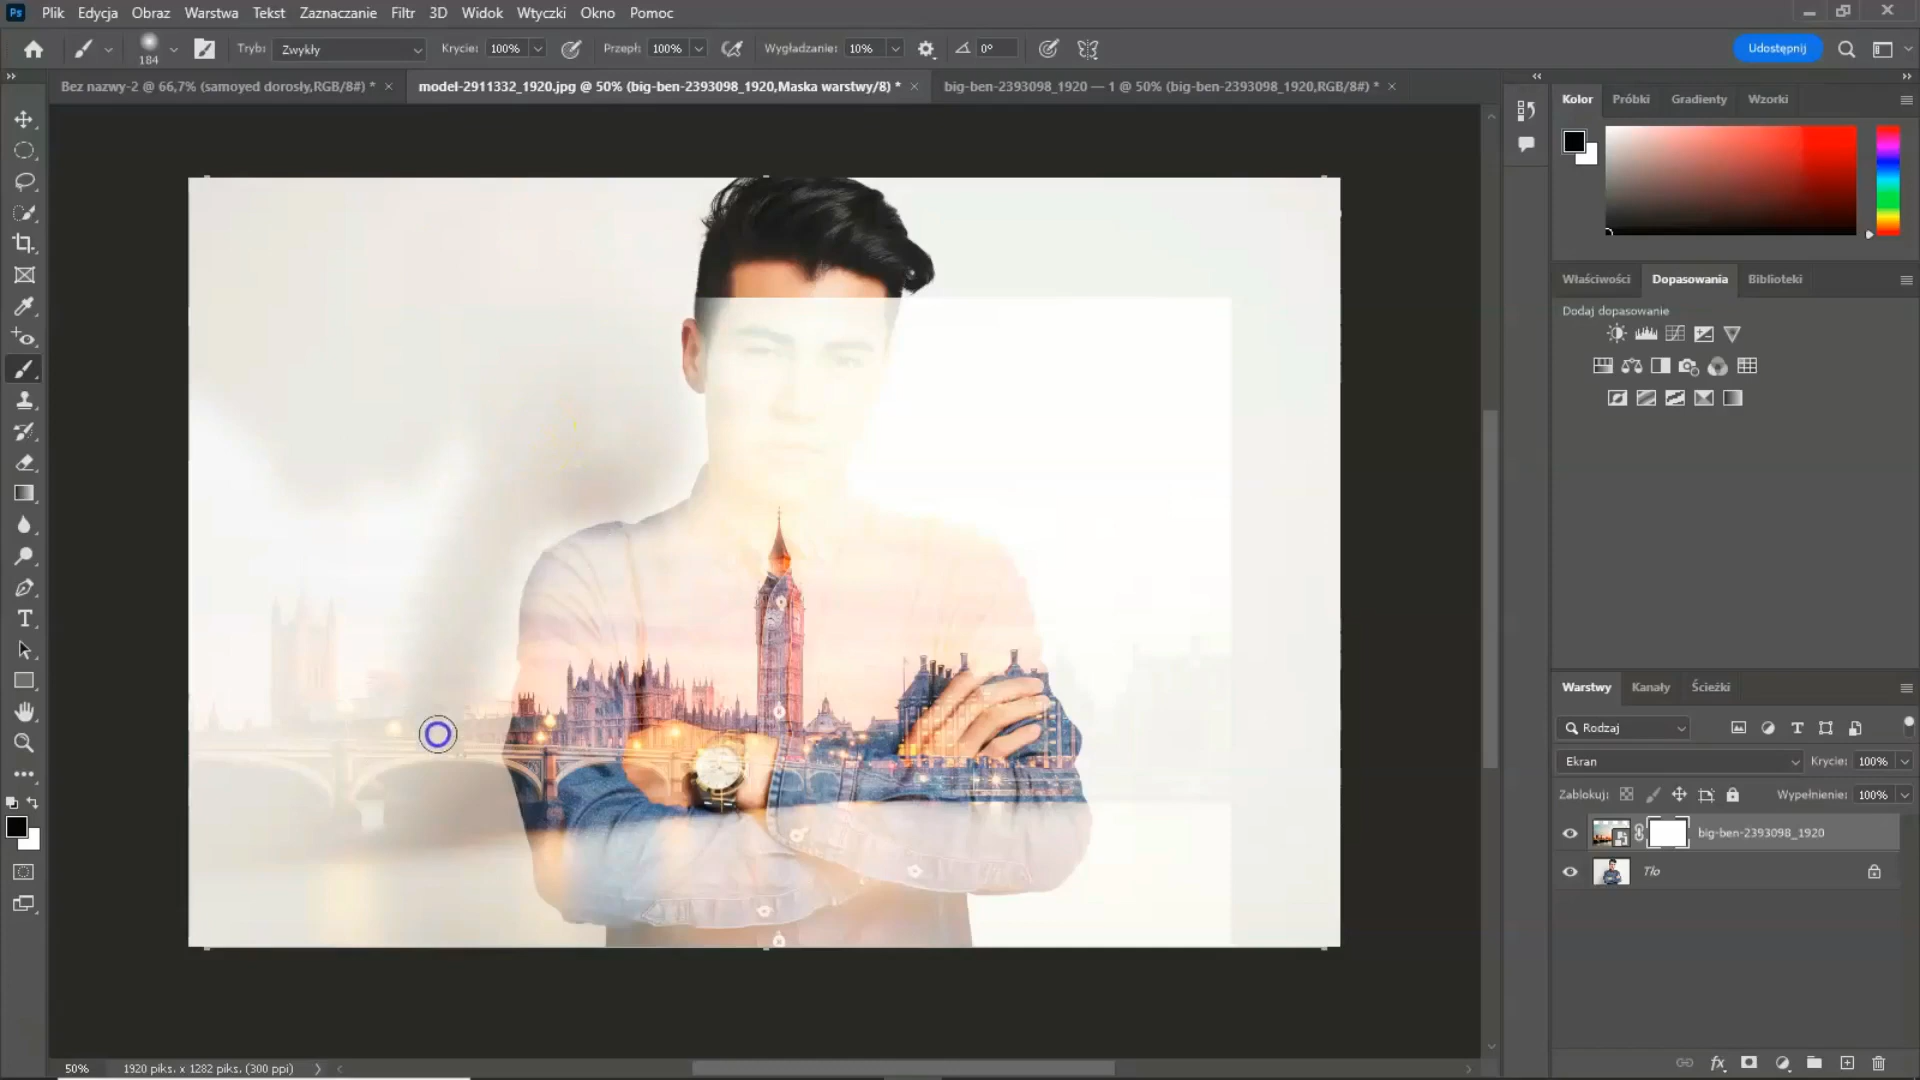 Ps Plik Edycja Obraz Warstwa Tekst Zaznaczanie Filtr 3D Widok Wtyczki Okno Pomoc
184 Tryb: Zwykły Krycie: 100% Przepł: 100% Wygładzanie: 10% 0° Udostępnij
Bez nazwy-2 @ 66,7% (samoyed dorosły,RGB/8#) * model-2911332_1920.jpg @ 50% (big-ben-2393098_1920,Maska warstwy/8) * big-ben-2393098_1920 — 1 @ 50% (big-ben-2393098_1920,RGB/8#) *
Kolor Próbki Gradienty Wzorki
Właściwości Dopasowania Biblioteki
Dodaj dopasowanie
Warstwy Kanały Ścieżki
Rodzaj
Ekran Krycie: 100%
Zablokuj: Wypełnienie: 100%
big-ben-2393098_1920
Tło
50% 1920 piks. x 1282 piks. (300 ppi)